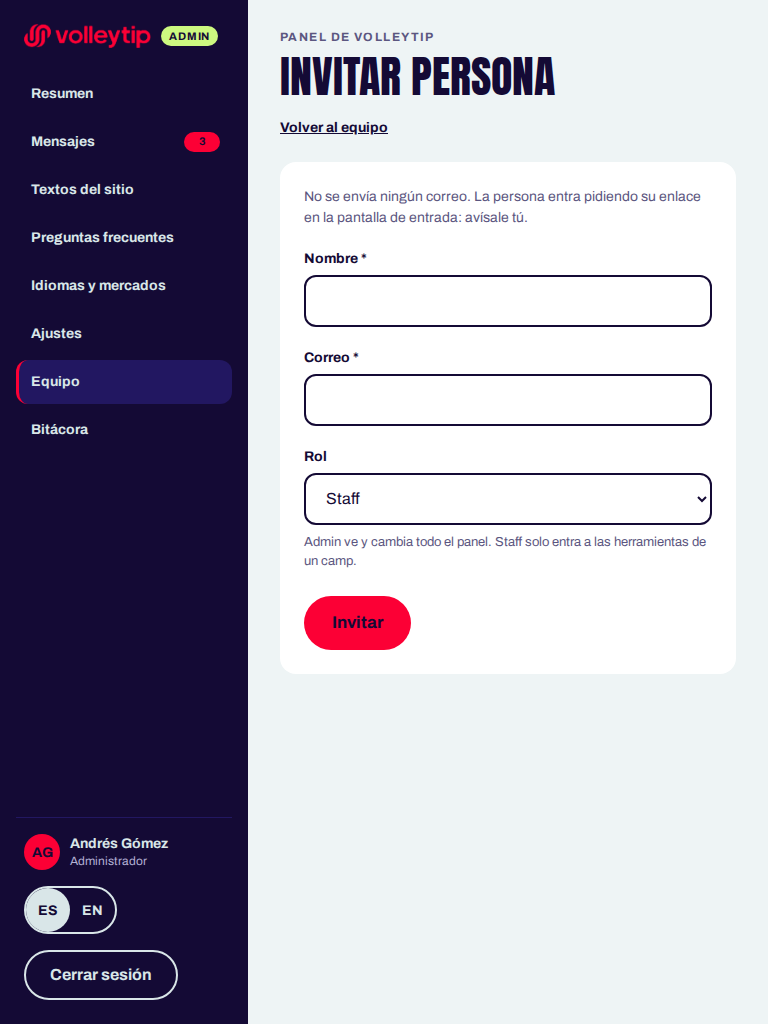 volleytip ADMIN
Resumen
Mensajes 3
Textos del sitio
Preguntas frecuentes
Idiomas y mercados
Ajustes
Equipo
Bitácora
AG
Andrés Gómez
Administrador
ES EN
Cerrar sesión
PANEL DE VOLLEYTIP
INVITAR PERSONA
Volver al equipo
No se envía ningún correo. La persona entra pidiendo su enlace
en la pantalla de entrada: avísale tú.
Nombre *
Correo *
Rol
Staff
Admin ve y cambia todo el panel. Staff solo entra a las herramientas de
un camp.
Invitar